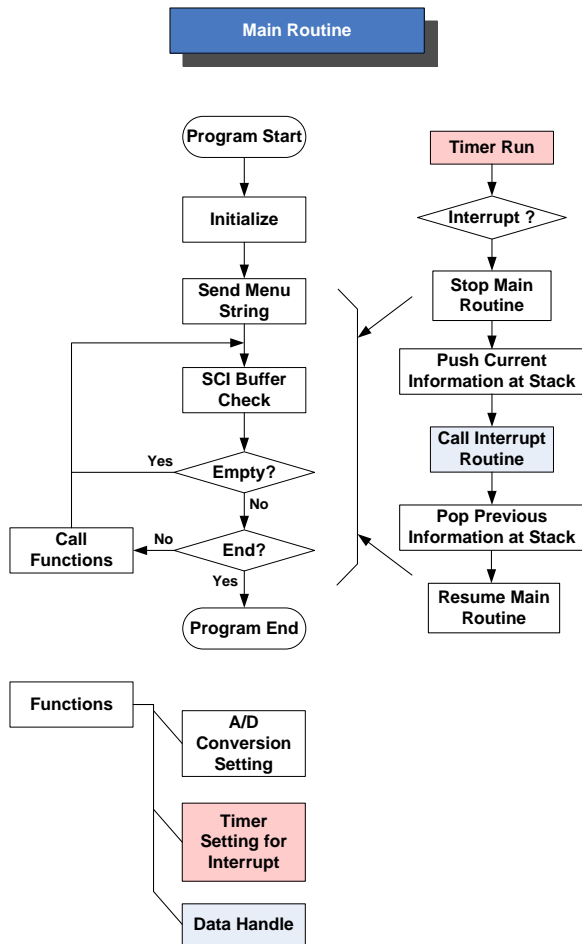 Main Routine
Program Start
Initialize
Send Menu
String
SCI Buffer
Check
Yes
Empty?
No
Call
Functions
No
End?
Yes
Program End
Timer Run
Interrupt ?
Stop Main
Routine
Push Current
Information at Stack
Call Interrupt
Routine
Pop Previous
Information at Stack
Resume Main
Routine
Functions
A/D
Conversion
Setting
Timer
Setting for
Interrupt
Data Handle